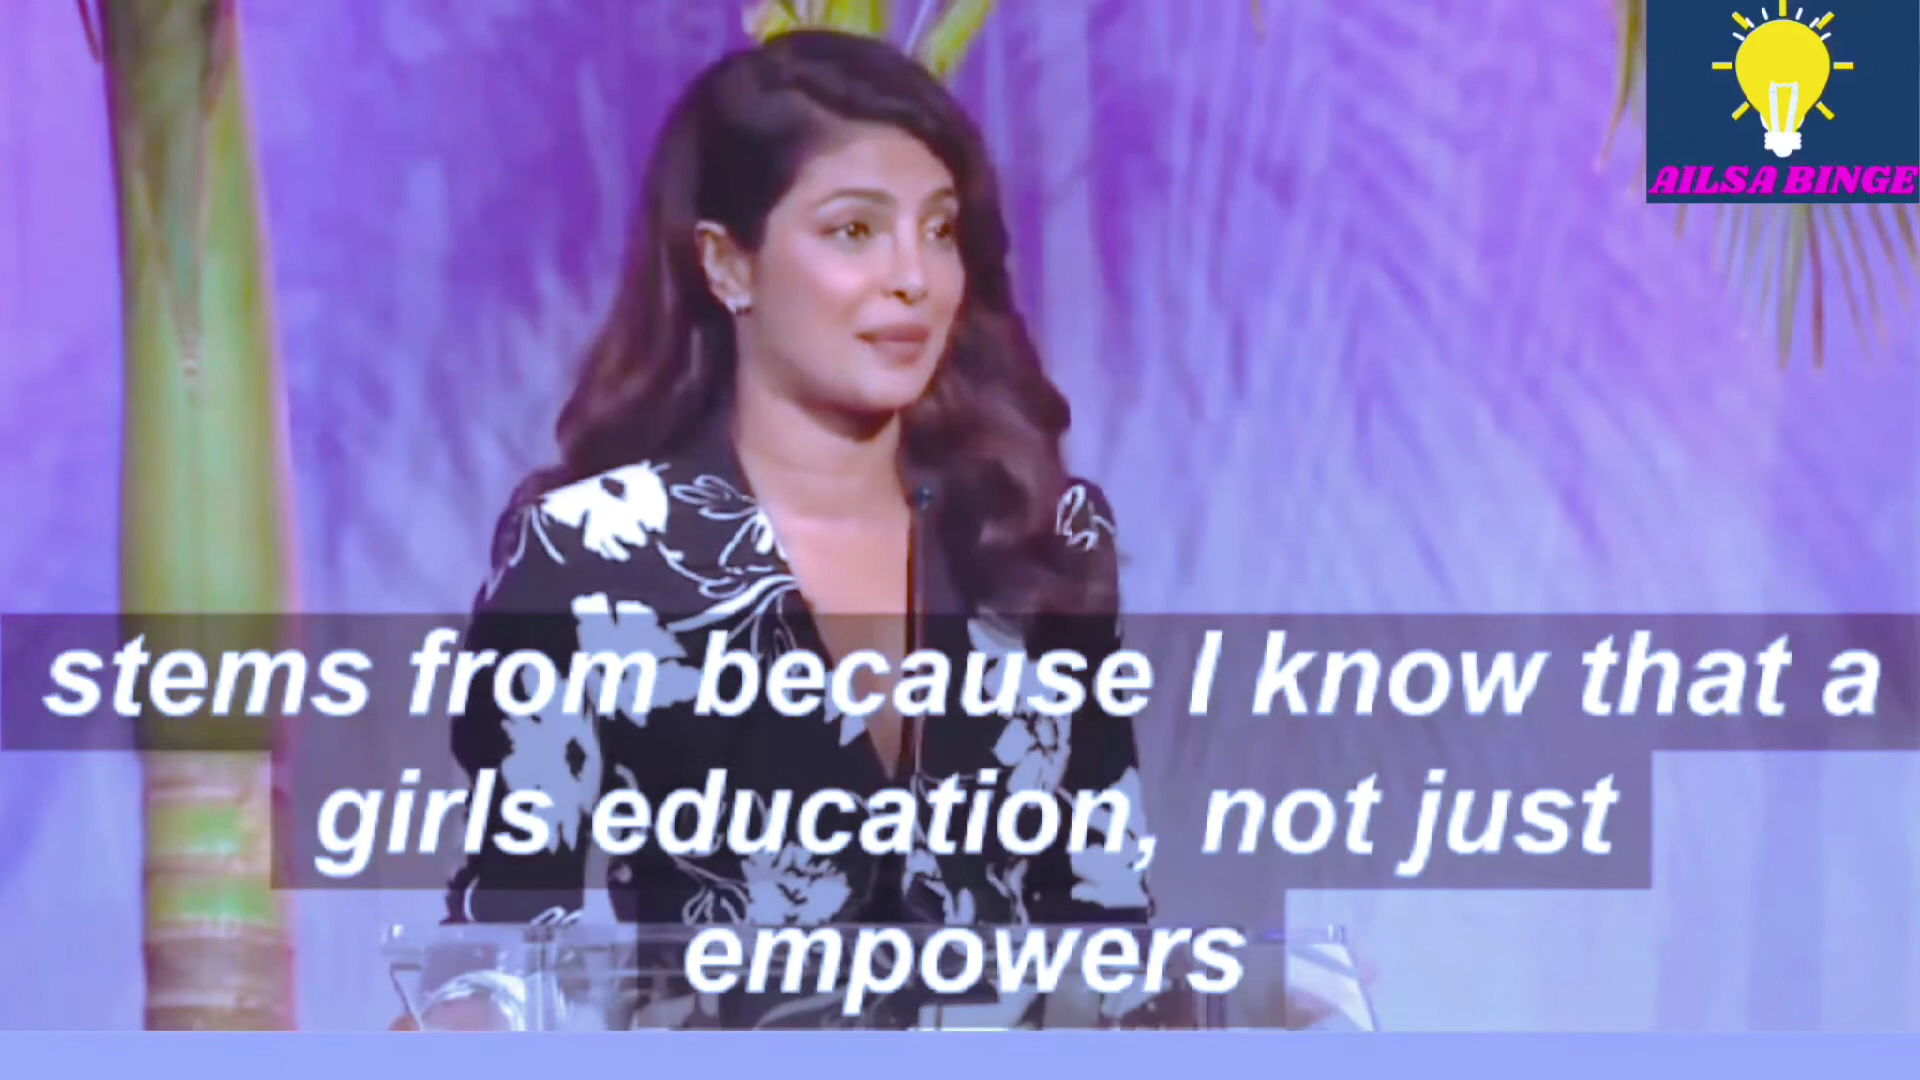 AILSA BINGE
stems from because I know that a
girls education, not just
empowers